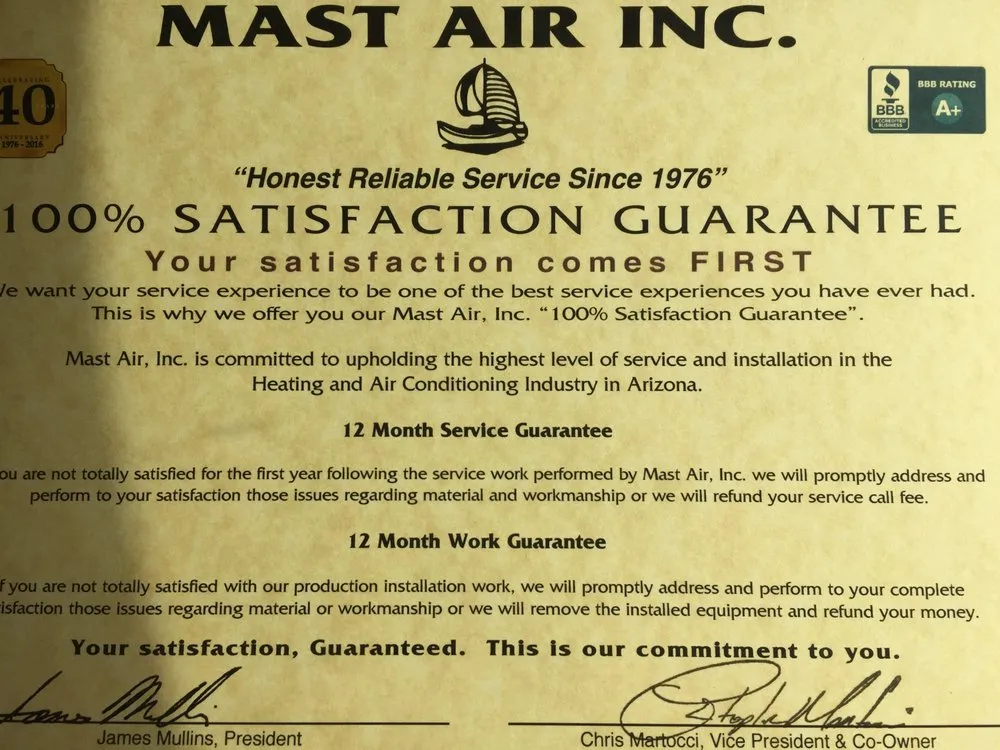 MAST AIR INC.
40
1976 - 2016
BBB
ACCREDITED
BUSINESS
BBB RATING
A+
“Honest Reliable Service Since 1976”
100% SATISFACTION GUARANTEE
Your satisfaction comes FIRST
We want your service experience to be one of the best service experiences you have ever had.
This is why we offer you our Mast Air, Inc. “100% Satisfaction Guarantee”.
Mast Air, Inc. is committed to upholding the highest level of service and installation in the
Heating and Air Conditioning Industry in Arizona.
12 Month Service Guarantee
ou are not totally satisfied for the first year following the service work performed by Mast Air, Inc. we will promptly address and
perform to your satisfaction those issues regarding material and workmanship or we will refund your service call fee.
12 Month Work Guarantee
f you are not totally satisfied with our production installation work, we will promptly address and perform to your complete
isfaction those issues regarding material or workmanship or we will remove the installed equipment and refund your money.
Your satisfaction, Guaranteed. This is our commitment to you.
James Mullins, President
Chris Martocci, Vice President & Co-Owner